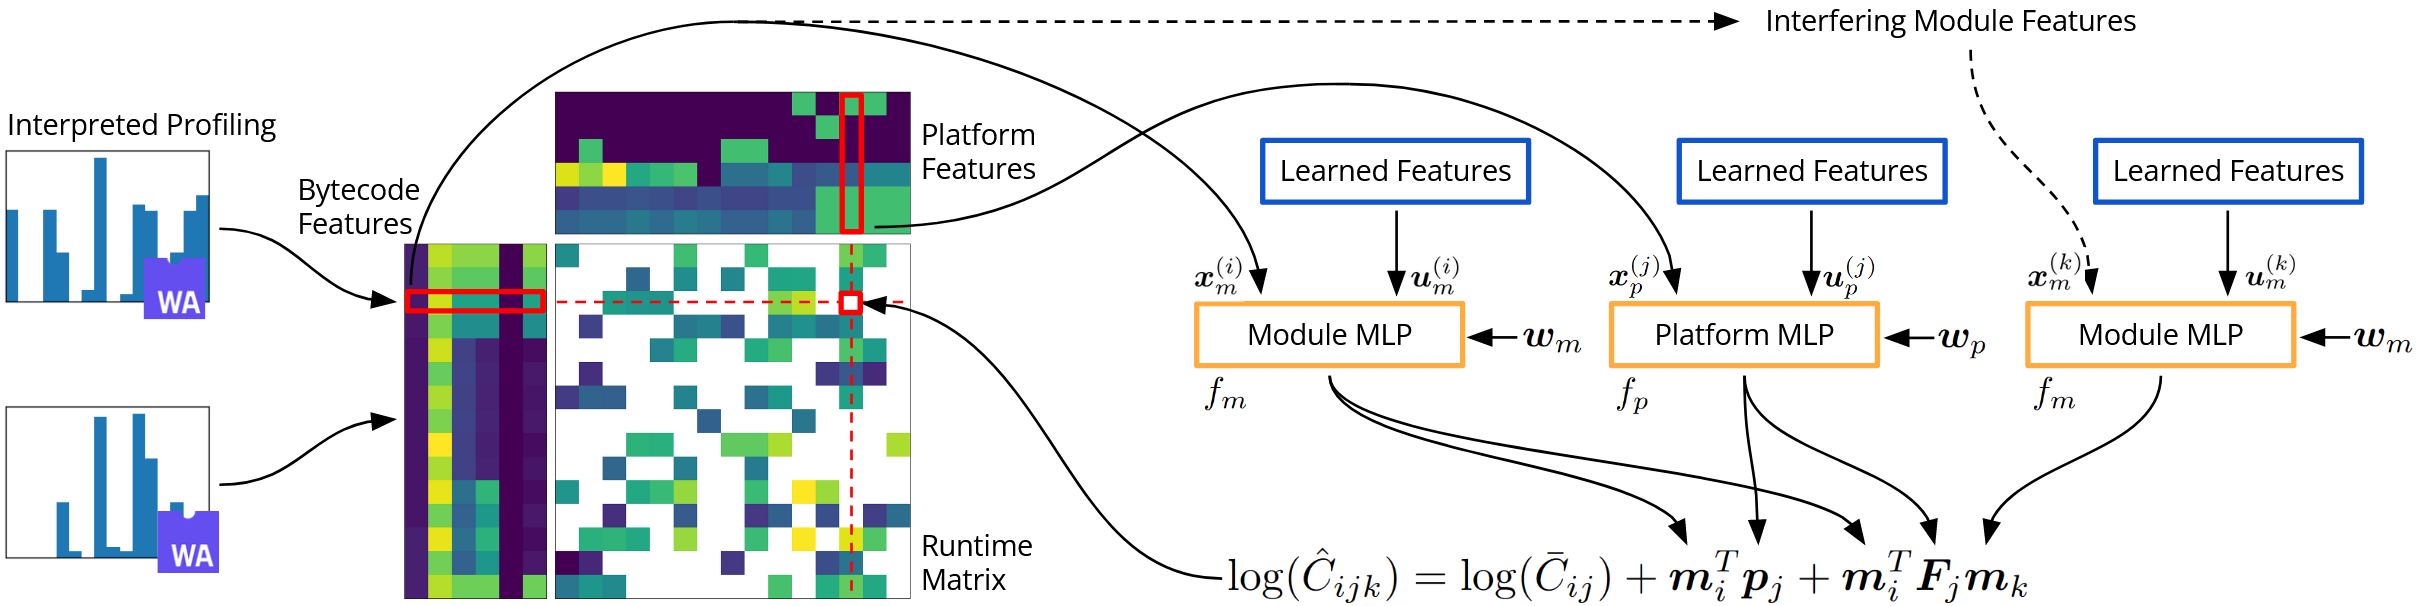 Interfering Module Features
Interpreted Profiling
WA
WA
Bytecode
Features
Platform
Features
Runtime
Matrix
Learned Features
Learned Features
Learned Features
x_m^{(i)}
u_m^{(i)}
x_p^{(j)}
u_p^{(j)}
x_m^{(k)}
u_m^{(k)}
Module MLP
w_m
Platform MLP
w_p
Module MLP
w_m
f_m
f_p
f_m
log(Ĉ_{ijk}) = log(C̄_{ij}) + m_i^T p_j + m_i^T F_j m_k